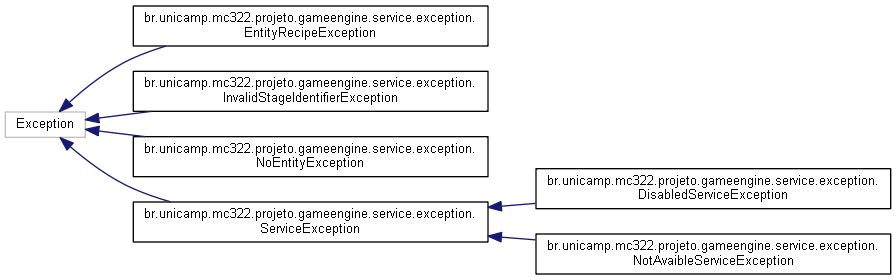 br.unicamp.mc322.projeto.gameengine.service.exception.
EntityRecipeException
br.unicamp.mc322.projeto.gameengine.service.exception.
InvalidStageIdentifierException
Exception
br.unicamp.mc322.projeto.gameengine.service.exception.
NoEntityException
br.unicamp.mc322.projeto.gameengine.service.exception.
ServiceException
br.unicamp.mc322.projeto.gameengine.service.exception.
DisabledServiceException
br.unicamp.mc322.projeto.gameengine.service.exception.
NotAvaibleServiceException